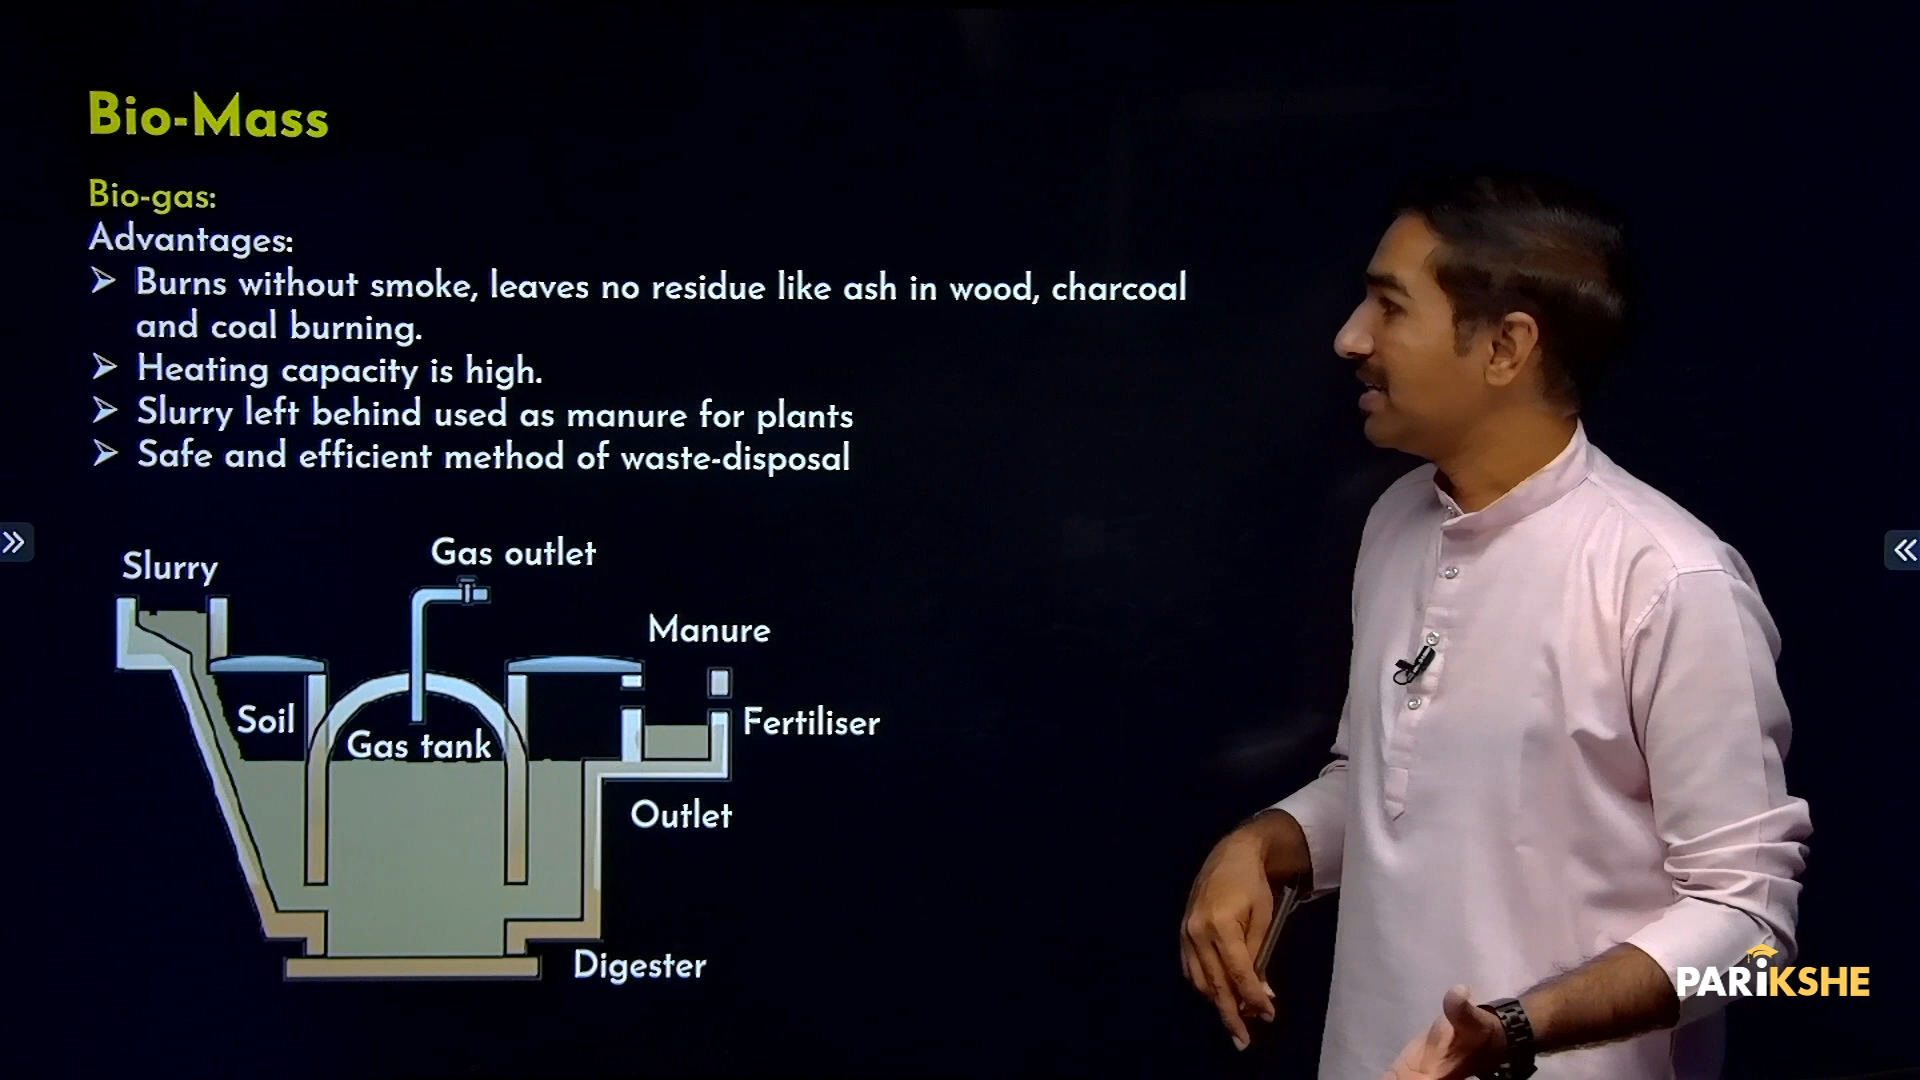 Bio-Mass
Bio-gas:
Advantages:
➢ Burns without smoke, leaves no residue like ash in wood, charcoal
and coal burning.
➢ Heating capacity is high.
➢ Slurry left behind used as manure for plants
➢ Safe and efficient method of waste-disposal
Slurry
Gas outlet
Manure
Soil
Gas tank
Fertiliser
Outlet
Digester
PARiKSHE